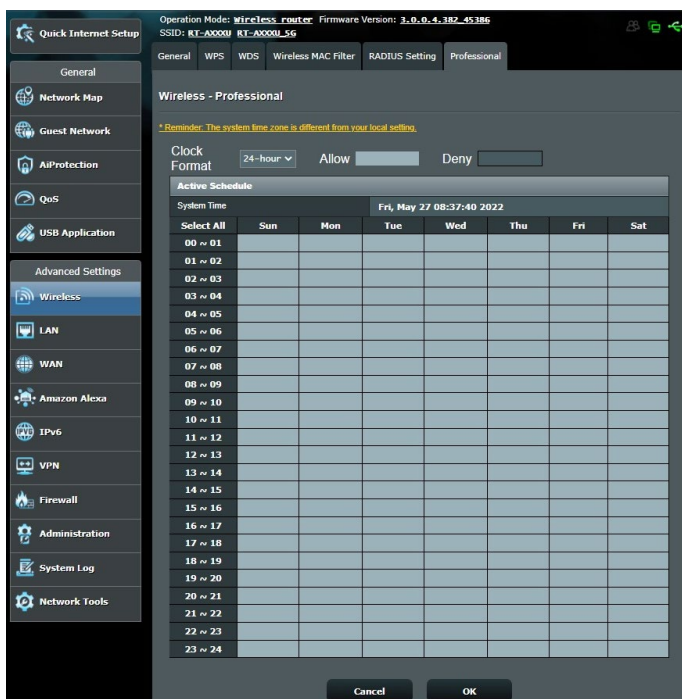 Quick Internet Setup
General
Network Map
Guest Network
AiProtection
QoS
USB Application
Advanced Settings
Wireless
LAN
WAN
Amazon Alexa
IPv6
VPN
Firewall
Administration
System Log
Network Tools
Operation Mode: Wireless router Firmware Version: 3.0.0.4.382_45386
SSID: RT-AXXXU RT-AXXXU_5G
General WPS WDS Wireless MAC Filter RADIUS Setting Professional
Wireless - Professional
* Reminder: The system time zone is different from your local setting.
Clock Format 24-hour Allow Deny
Active Schedule
System Time Fri, May 27 08:37:40 2022
Select All Sun Mon Tue Wed Thu Fri Sat
00 ~ 01
01 ~ 02
02 ~ 03
03 ~ 04
04 ~ 05
05 ~ 06
06 ~ 07
07 ~ 08
08 ~ 09
09 ~ 10
10 ~ 11
11 ~ 12
12 ~ 13
13 ~ 14
14 ~ 15
15 ~ 16
16 ~ 17
17 ~ 18
18 ~ 19
19 ~ 20
20 ~ 21
21 ~ 22
22 ~ 23
23 ~ 24
Cancel OK